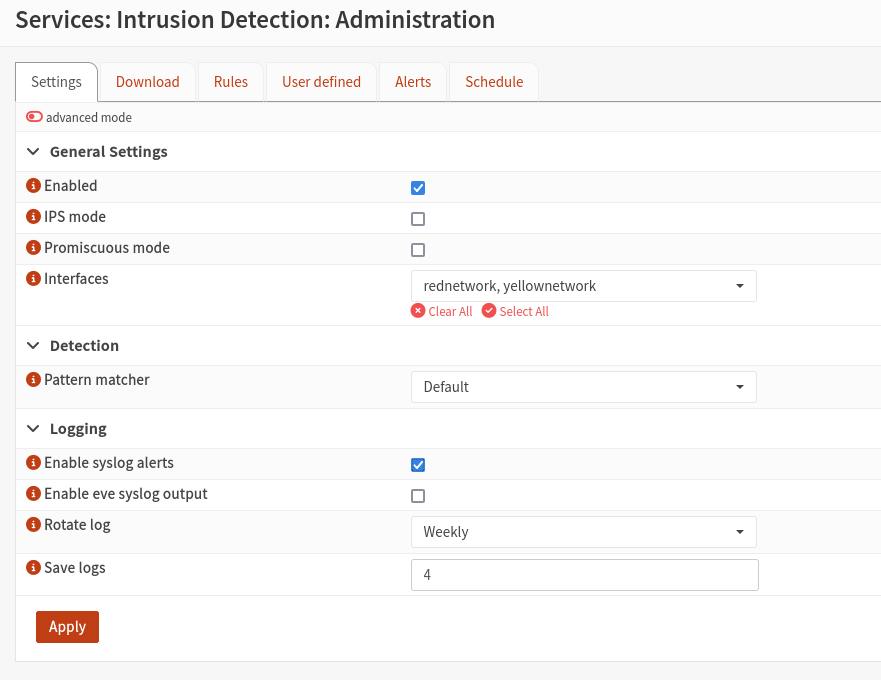 Services: Intrusion Detection: Administration
Settings Download Rules User defined Alerts Schedule
advanced mode
General Settings
Enabled
IPS mode
Promiscuous mode
Interfaces rednetwork, yellownetwork
Clear All Select All
Detection
Pattern matcher Default
Logging
Enable syslog alerts
Enable eve syslog output
Rotate log Weekly
Save logs 4
Apply